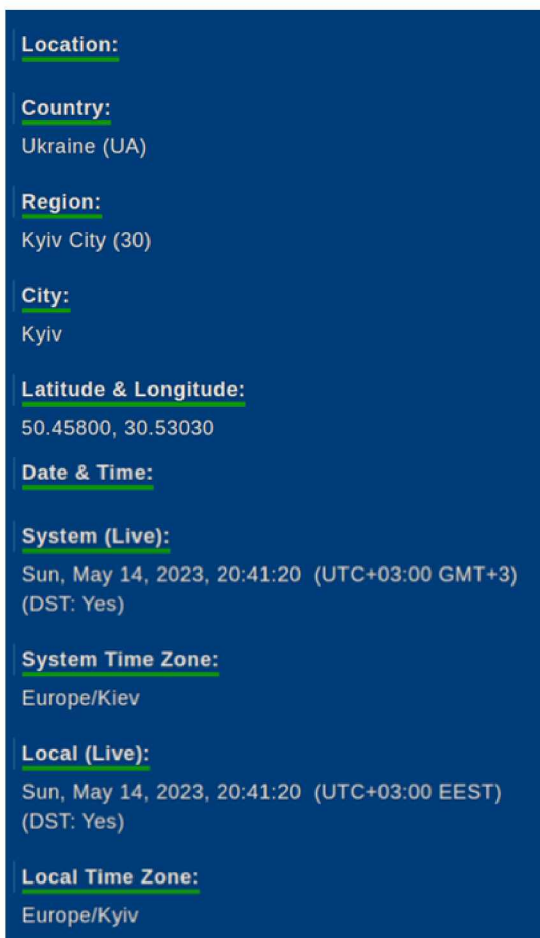 Location:
Country:
Ukraine (UA)
Region:
Kyiv City (30)
City:
Kyiv
Latitude & Longitude:
50.45800, 30.53030
Date & Time:
System (Live):
Sun, May 14, 2023, 20:41:20 (UTC+03:00 GMT+3)
(DST: Yes)
System Time Zone:
Europe/Kiev
Local (Live):
Sun, May 14, 2023, 20:41:20 (UTC+03:00 EEST)
(DST: Yes)
Local Time Zone:
Europe/Kyiv